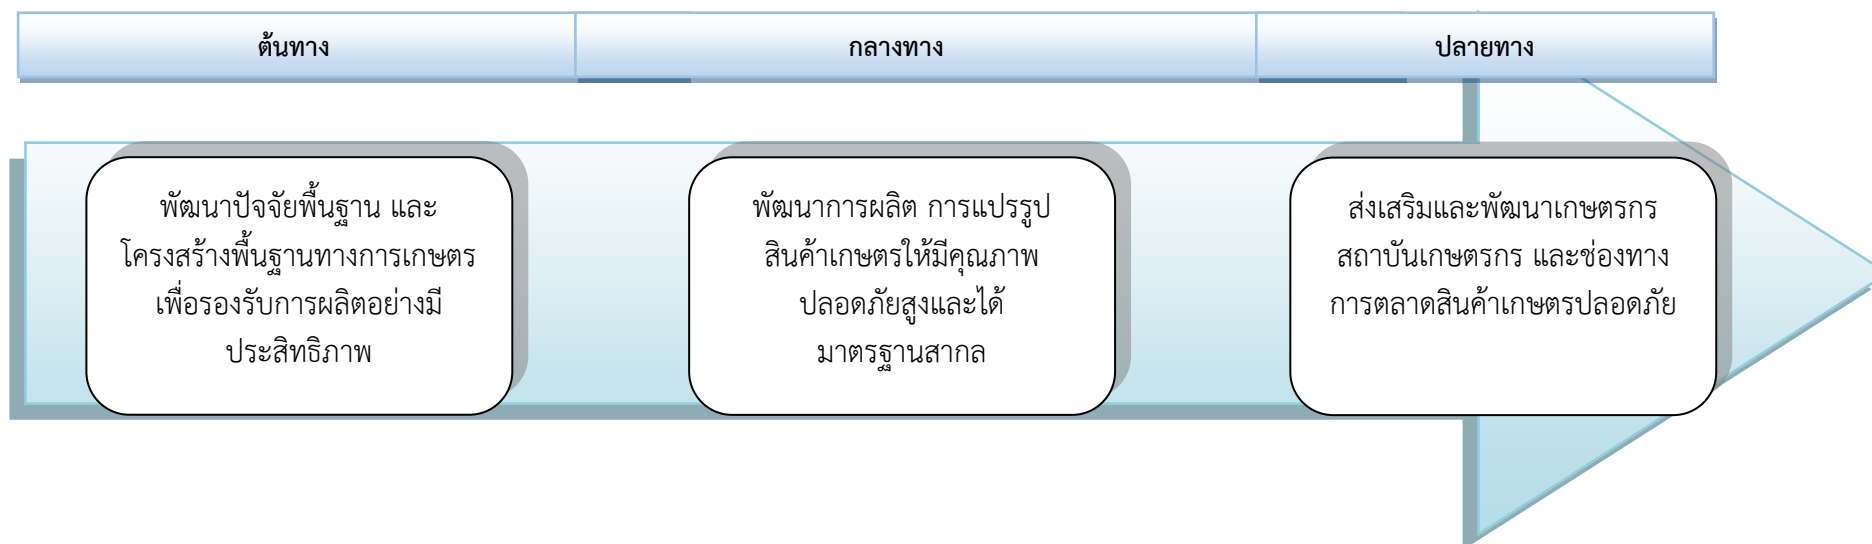 ต้นทาง
กลางทาง
ปลายทาง
พัฒนาปัจจัยพื้นฐาน และ
โครงสร้างพื้นฐานทางการเกษตร
เพื่อรองรับการผลิตอย่างมี
ประสิทธิภาพ
พัฒนาการผลิต การแปรรูป
สินค้าเกษตรให้มีคุณภาพ
ปลอดภัยสูงและได้
มาตรฐานสากล
ส่งเสริมและพัฒนาเกษตรกร
สถาบันเกษตรกร และช่องทาง
การตลาดสินค้าเกษตรปลอดภัย